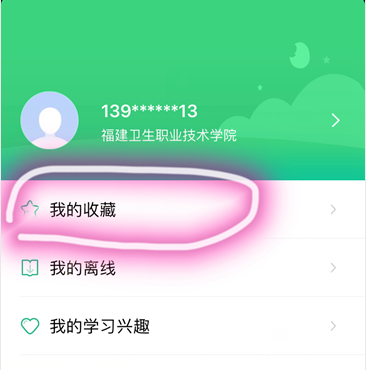 139******13
福建卫生职业技术学院
我的收藏
我的离线
我的学习兴趣